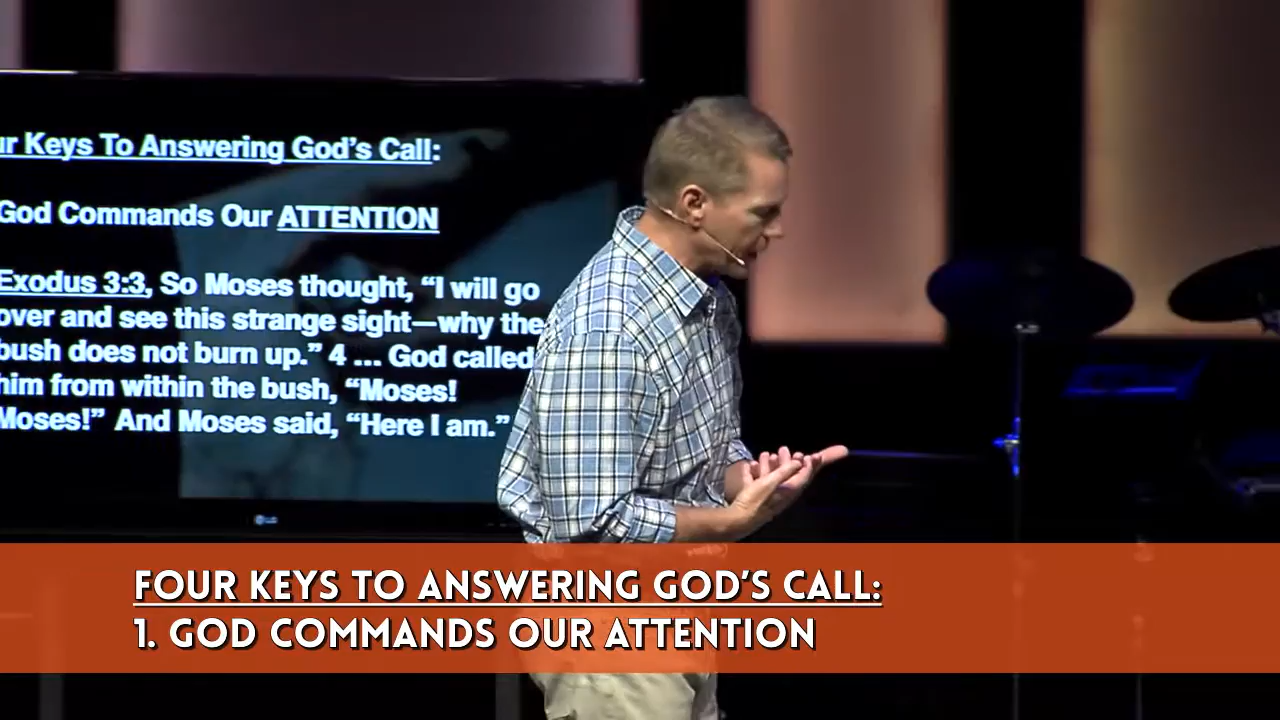 ur Keys To Answering God's Call:
God Commands Our ATTENTION
Exodus 3:3, So Moses thought, “I will go
over and see this strange sight—why the
bush does not burn up.” 4 ... God called
him from within the bush, “Moses!
Moses!” And Moses said, “Here I am.”
LG
FOUR KEYS TO ANSWERING GOD'S CALL:
1. GOD COMMANDS OUR ATTENTION